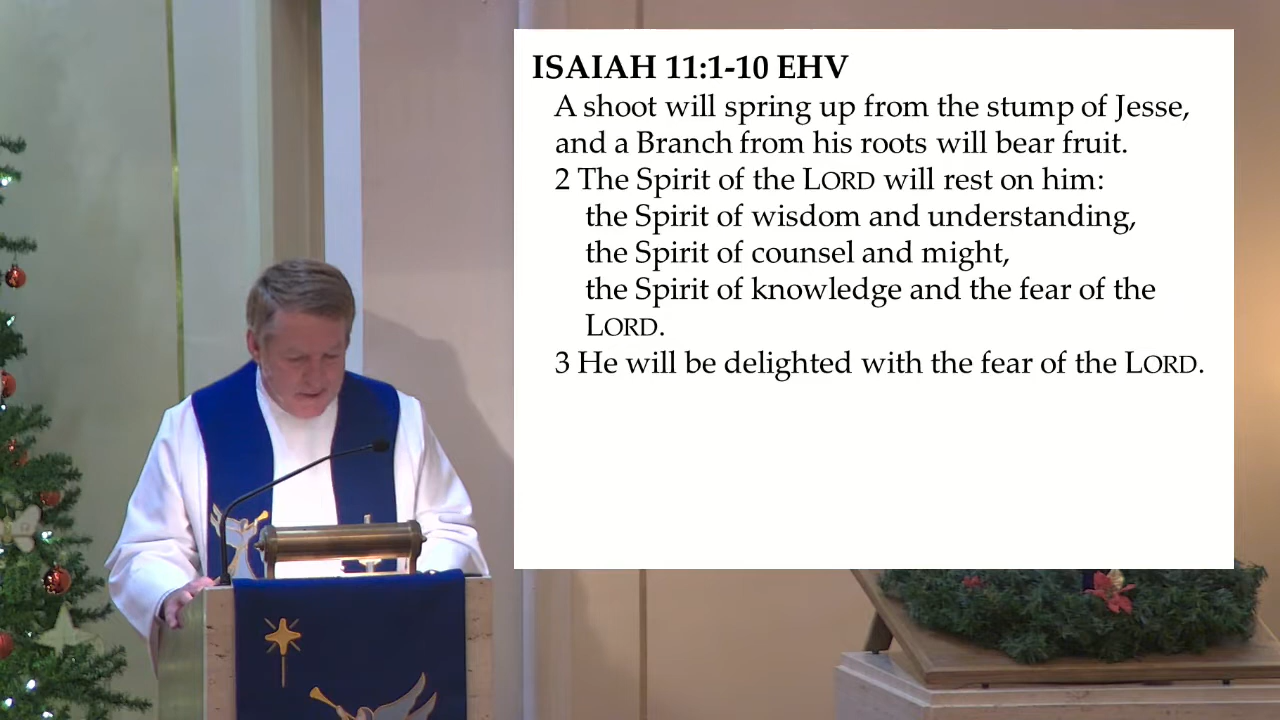 ISAIAH 11:1-10 EHV
A shoot will spring up from the stump of Jesse,
and a Branch from his roots will bear fruit.
2 The Spirit of the LORD will rest on him:
the Spirit of wisdom and understanding,
the Spirit of counsel and might,
the Spirit of knowledge and the fear of the
LORD.
3 He will be delighted with the fear of the LORD.